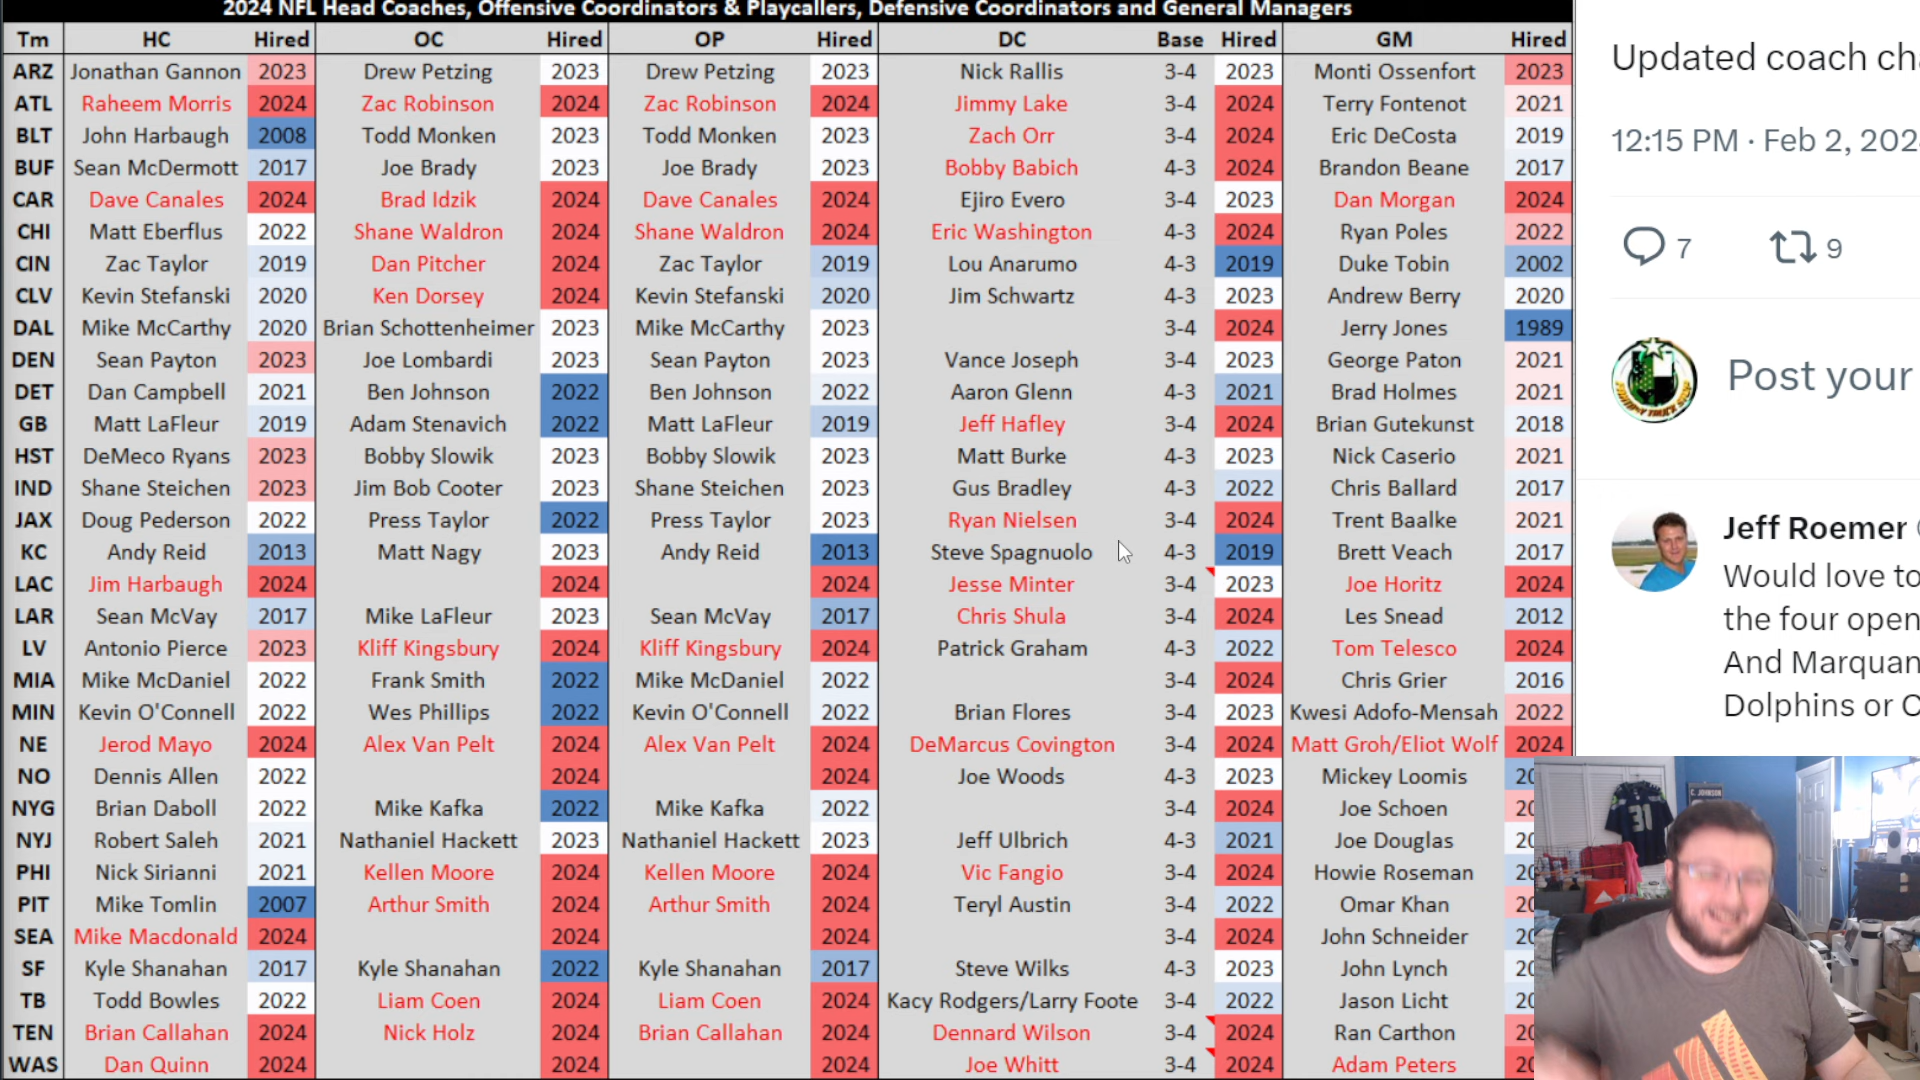 2024 NFL Head Coaches, Offensive Coordinators & Playcallers, Defensive Coordinators and General Managers
Tm HC Hired OC Hired OP Hired DC Base Hired GM Hired
ARZ Jonathan Gannon 2023 Drew Petzing 2023 Drew Petzing 2023 Nick Rallis 3-4 2023 Monti Ossenfort 2023
ATL Raheem Morris 2024 Zac Robinson 2024 Zac Robinson 2024 Jimmy Lake 3-4 2024 Terry Fontenot 2021
BLT John Harbaugh 2008 Todd Monken 2023 Todd Monken 2023 Zach Orr 3-4 2024 Eric DeCosta 2019
BUF Sean McDermott 2017 Joe Brady 2023 Joe Brady 2023 Bobby Babich 4-3 2024 Brandon Beane 2017
CAR Dave Canales 2024 Brad Idzik 2024 Dave Canales 2024 Ejiro Evero 3-4 2023 Dan Morgan 2024
CHI Matt Eberflus 2022 Shane Waldron 2024 Shane Waldron 2024 Eric Washington 4-3 2024 Ryan Poles 2022
CIN Zac Taylor 2019 Dan Pitcher 2024 Zac Taylor 2019 Lou Anarumo 4-3 2019 Duke Tobin 2002
CLV Kevin Stefanski 2020 Ken Dorsey 2024 Kevin Stefanski 2020 Jim Schwartz 4-3 2023 Andrew Berry 2020
DAL Mike McCarthy 2020 Brian Schottenheimer 2023 Mike McCarthy 2023 3-4 2024 Jerry Jones 1989
DEN Sean Payton 2023 Joe Lombardi 2023 Sean Payton 2023 Vance Joseph 3-4 2023 George Paton 2021
DET Dan Campbell 2021 Ben Johnson 2022 Ben Johnson 2022 Aaron Glenn 4-3 2021 Brad Holmes 2021
GB Matt LaFleur 2019 Adam Stenavich 2022 Matt LaFleur 2019 Jeff Hafley 3-4 2024 Brian Gutekunst 2018
HST DeMeco Ryans 2023 Bobby Slowik 2023 Bobby Slowik 2023 Matt Burke 4-3 2023 Nick Caserio 2021
IND Shane Steichen 2023 Jim Bob Cooter 2023 Shane Steichen 2023 Gus Bradley 4-3 2022 Chris Ballard 2017
JAX Doug Pederson 2022 Press Taylor 2022 Press Taylor 2023 Ryan Nielsen 3-4 2024 Trent Baalke 2021
KC Andy Reid 2013 Matt Nagy 2023 Andy Reid 2013 Steve Spagnuolo 4-3 2019 Brett Veach 2017
LAC Jim Harbaugh 2024 2024 2024 Jesse Minter 3-4 2023 Joe Horitz 2024
LAR Sean McVay 2017 Mike LaFleur 2023 Sean McVay 2017 Chris Shula 3-4 2024 Les Snead 2012
LV Antonio Pierce 2023 Kliff Kingsbury 2024 Kliff Kingsbury 2024 Patrick Graham 4-3 2022 Tom Telesco 2024
MIA Mike McDaniel 2022 Frank Smith 2022 Mike McDaniel 2022 3-4 2024 Chris Grier 2016
MIN Kevin O'Connell 2022 Wes Phillips 2022 Kevin O'Connell 2022 Brian Flores 3-4 2023 Kwesi Adofo-Mensah 2022
NE Jerod Mayo 2024 Alex Van Pelt 2024 Alex Van Pelt 2024 DeMarcus Covington 3-4 2024 Matt Groh/Eliot Wolf 2024
NO Dennis Allen 2022 2024 2024 Joe Woods 4-3 2023 Mickey Loomis 20
NYG Brian Daboll 2022 Mike Kafka 2022 Mike Kafka 2022 3-4 2024 Joe Schoen 20
NYJ Robert Saleh 2021 Nathaniel Hackett 2023 Nathaniel Hackett 2023 Jeff Ulbrich 4-3 2021 Joe Douglas 20
PHI Nick Sirianni 2021 Kellen Moore 2024 Kellen Moore 2024 Vic Fangio 3-4 2024 Howie Roseman 20
PIT Mike Tomlin 2007 Arthur Smith 2024 Arthur Smith 2024 Teryl Austin 3-4 2022 Omar Khan 20
SEA Mike Macdonald 2024 2024 2024 3-4 2024 John Schneider 20
SF Kyle Shanahan 2017 Kyle Shanahan 2022 Kyle Shanahan 2017 Steve Wilks 4-3 2023 John Lynch 20
TB Todd Bowles 2022 Liam Coen 2024 Liam Coen 2024 Kacy Rodgers/Larry Foote 3-4 2022 Jason Licht 20
TEN Brian Callahan 2024 Nick Holz 2024 Brian Callahan 2024 Dennard Wilson 3-4 2024 Ran Carthon 20
WAS Dan Quinn 2024 2024 2024 Joe Whitt 3-4 2024 Adam Peters 20
Updated coach cha
12:15 PM · Feb 2, 202
7 9
Post your
Jeff Roemer
Would love to
the four open
And Marquan
Dolphins or C
31
C. JOHNSON